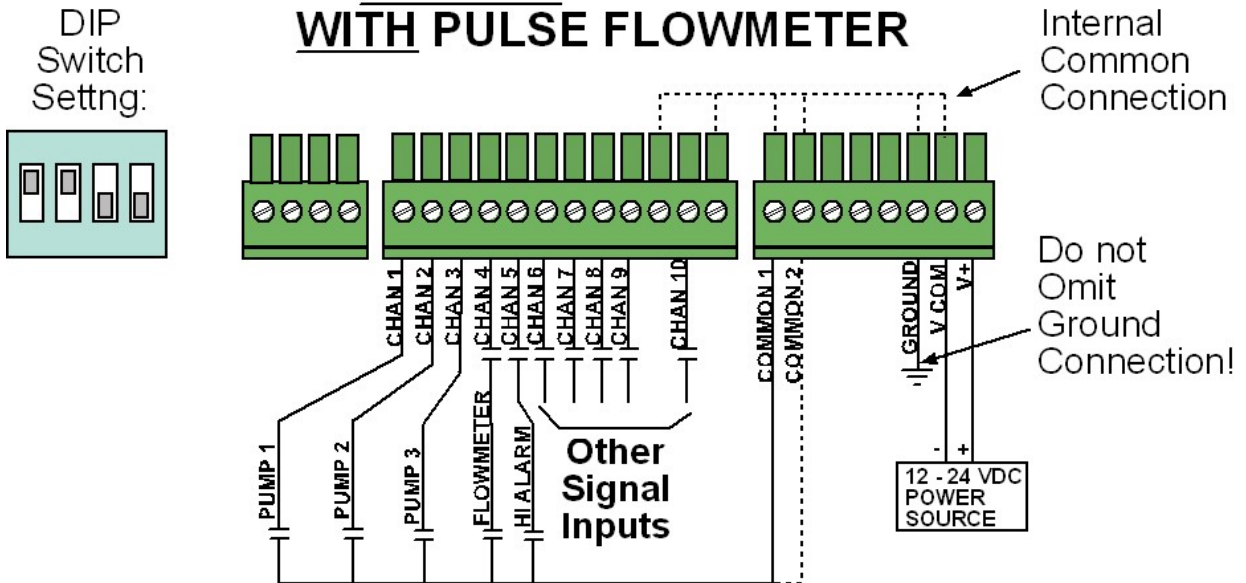 DIP
Switch
Settng:
WITH PULSE FLOWMETER
Internal
Common
Connection
CHAN 1
CHAN 2
CHAN 3
CHAN 4
CHAN 5
CHAN 6
CHAN 7
CHAN 8
CHAN 9
CHAN 10
COMMON 1
COMMON 2
GROUND
V COM
V+
Do not
Omit
Ground
Connection!
PUMP 1
PUMP 2
PUMP 3
FLOWMETER
HI ALARM
Other
Signal
Inputs
- +
12 - 24 VDC
POWER
SOURCE